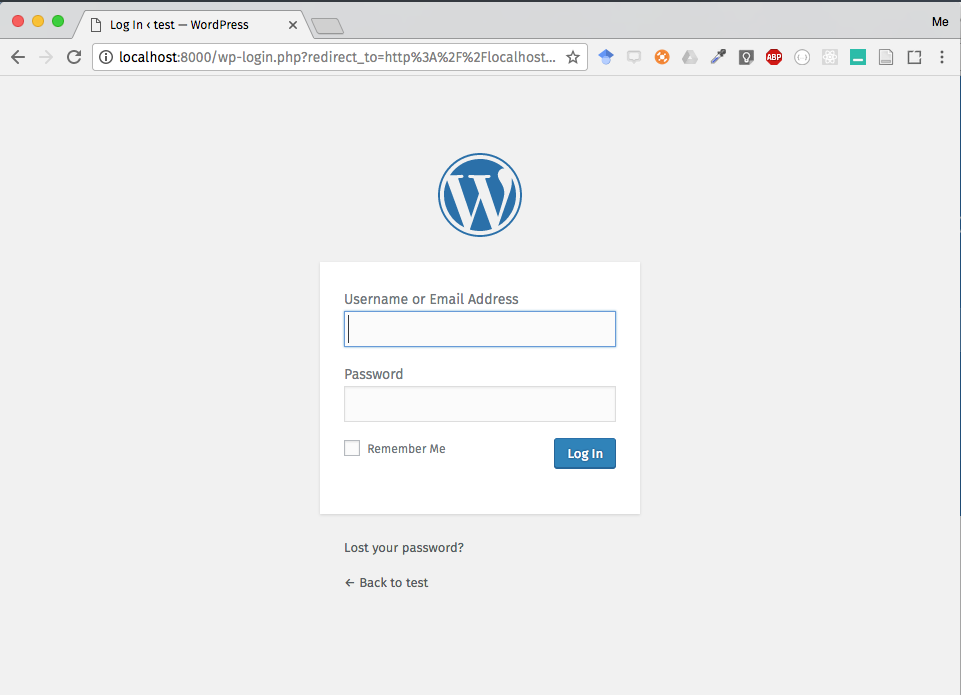 Log In ‹ test — WordPress
Me
localhost:8000/wp-login.php?redirect_to=http%3A%2F%2Flocalhost...
ABP
W
Username or Email Address
Password
Remember Me
Log In
Lost your password?
← Back to test